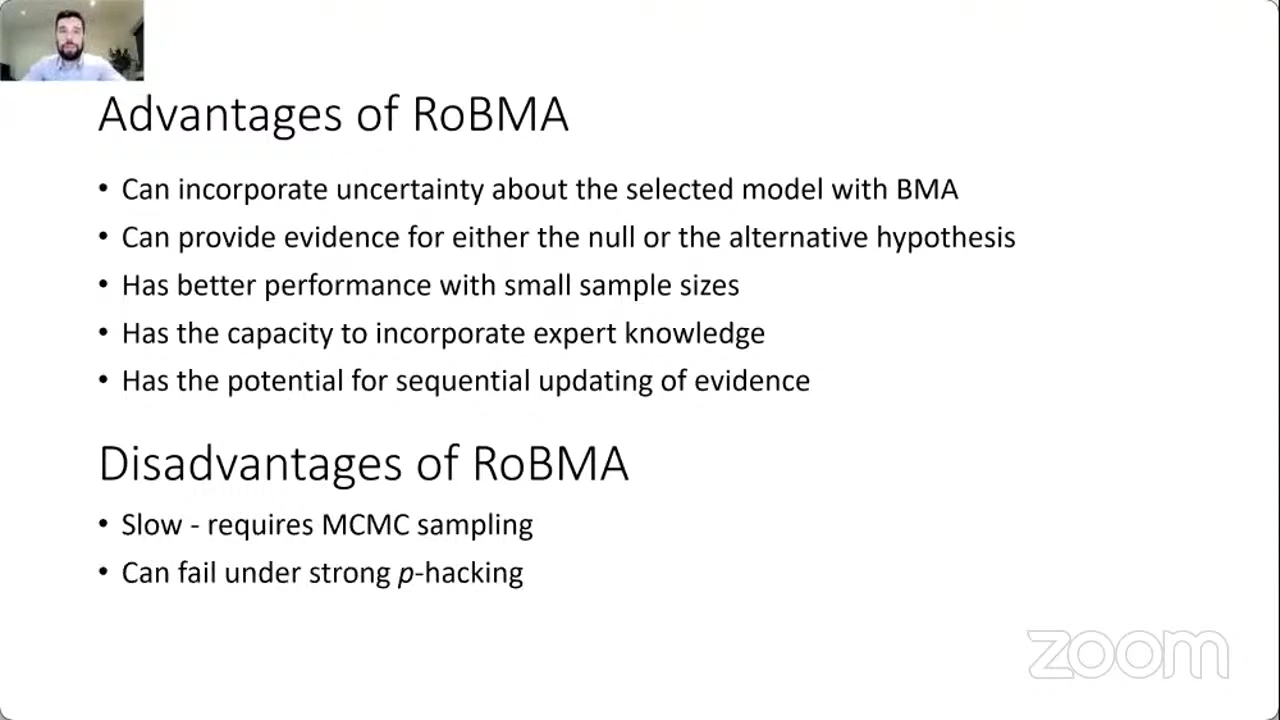 Advantages of RoBMA
• Can incorporate uncertainty about the selected model with BMA
• Can provide evidence for either the null or the alternative hypothesis
• Has better performance with small sample sizes
• Has the capacity to incorporate expert knowledge
• Has the potential for sequential updating of evidence
Disadvantages of RoBMA
• Slow - requires MCMC sampling
• Can fail under strong p-hacking
zoom